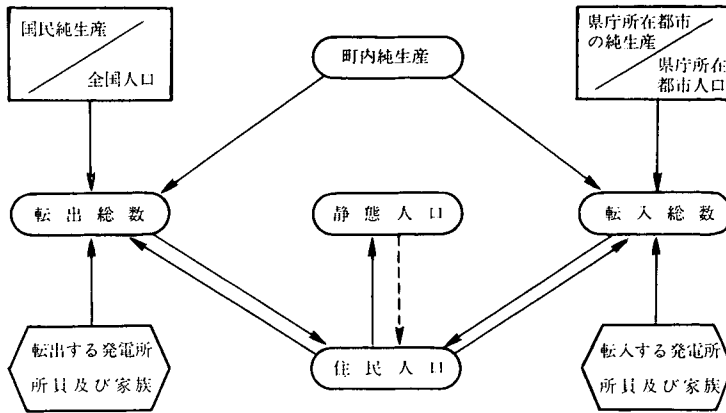 国民純生産
全国人口
町内純生産
県庁所在都市
の純生産
県庁所在
都市人口
転出総数
静態人口
転入総数
転出する発電所
所員及び家族
住民人口
転入する発電所
所員及び家族